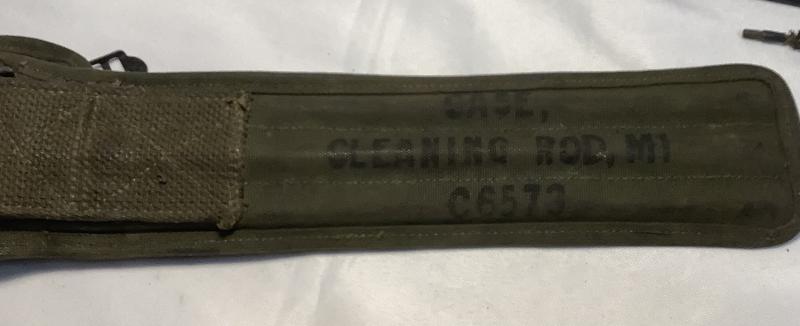 CASE,
CLEANING ROD, M1
C6573